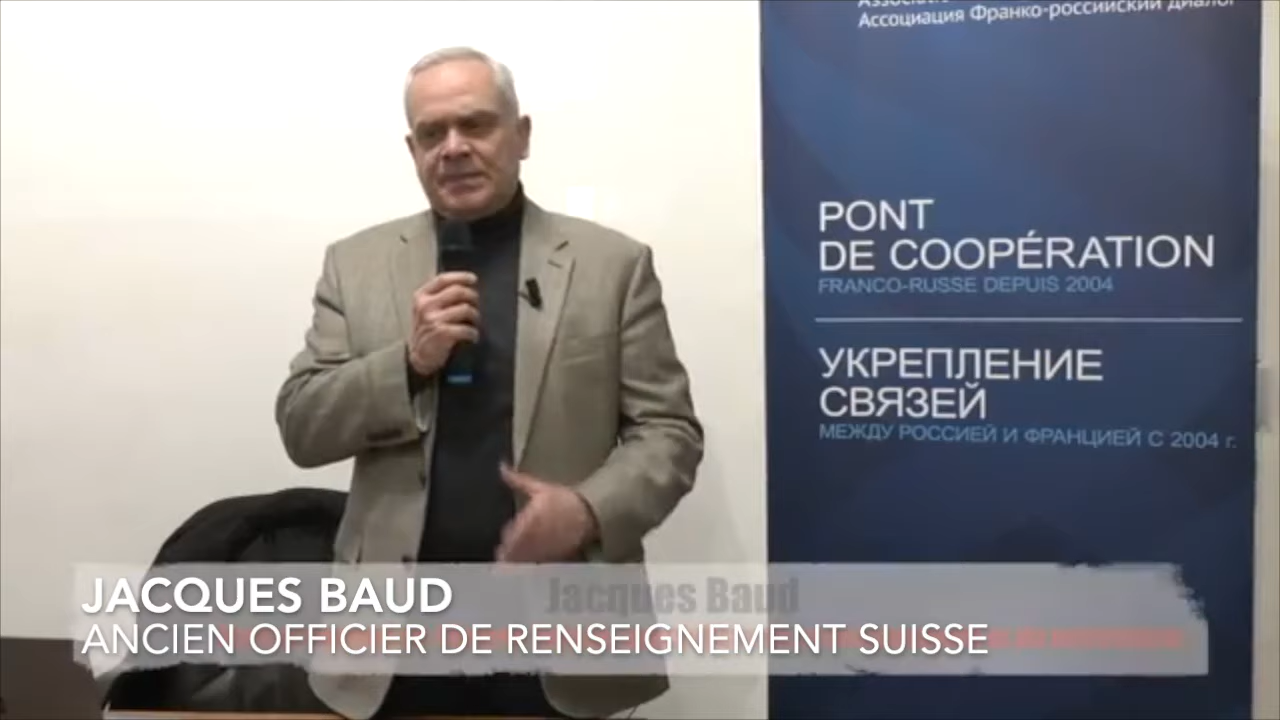 Ассоциация Франко-российский диалог
PONT
DE COOPÉRATION
FRANCO-RUSSE DEPUIS 2004
УКРЕПЛЕНИЕ
СВЯЗЕЙ
МЕЖДУ РОССИЕЙ И ФРАНЦИЕЙ С 2004 г.
JACQUES BAUD
Jacques Baud
ANCIEN OFFICIER DE RENSEIGNEMENT SUISSE